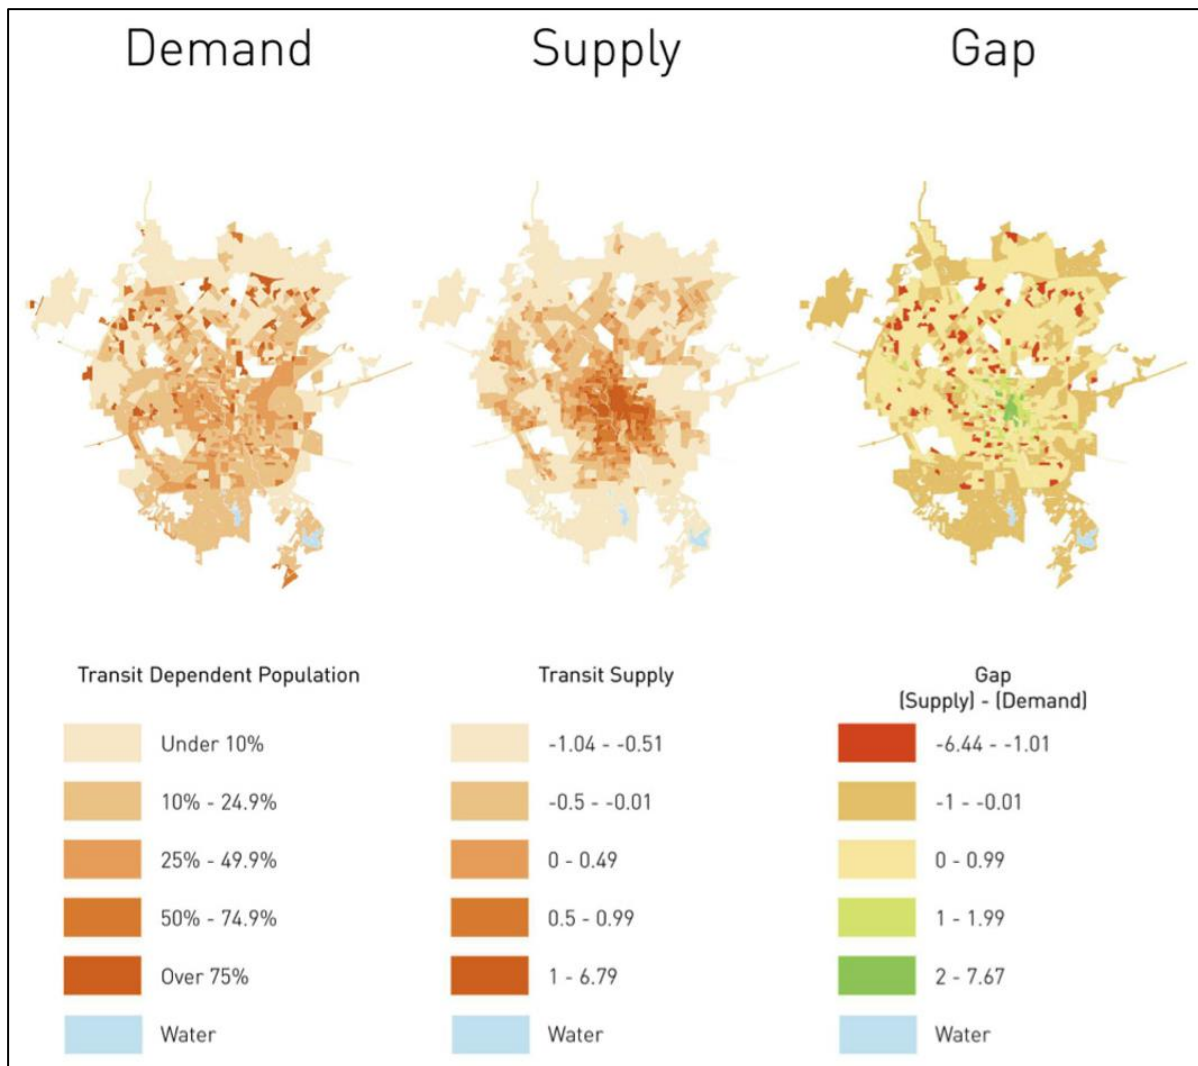 Demand
Supply
Gap
Transit Dependent Population
Under 10%
10% - 24.9%
25% - 49.9%
50% - 74.9%
Over 75%
Water
Transit Supply
-1.04 - -0.51
-0.5 - -0.01
0 - 0.49
0.5 - 0.99
1 - 6.79
Water
Gap
(Supply) - (Demand)
-6.44 - -1.01
-1 - -0.01
0 - 0.99
1 - 1.99
2 - 7.67
Water